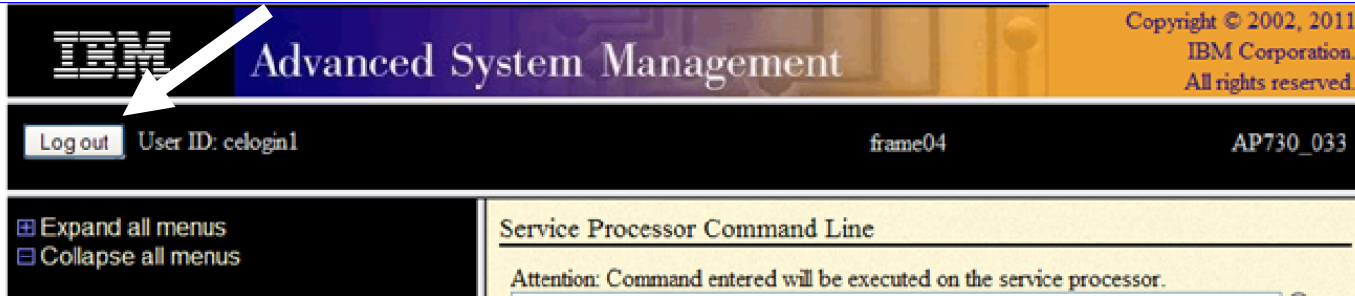 IBM
Advanced System Management
Copyright © 2002, 2011
IBM Corporation.
All rights reserved.
Log out User ID: celogin1 frame04 AP730_033
Expand all menus
Collapse all menus
Service Processor Command Line
Attention: Command entered will be executed on the service processor.